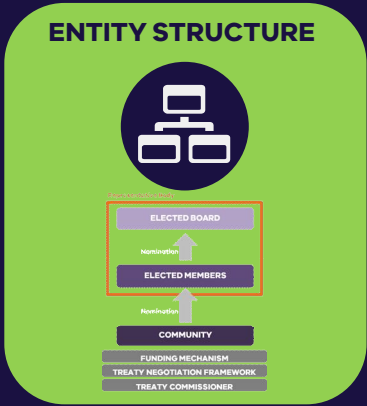 ENTITY STRUCTURE
ELECTED BOARD
Nomination
ELECTED MEMBERS
Nomination
COMMUNITY
FUNDING MECHANISM
TREATY NEGOTIATION FRAMEWORK
TREATY COMMISSIONER